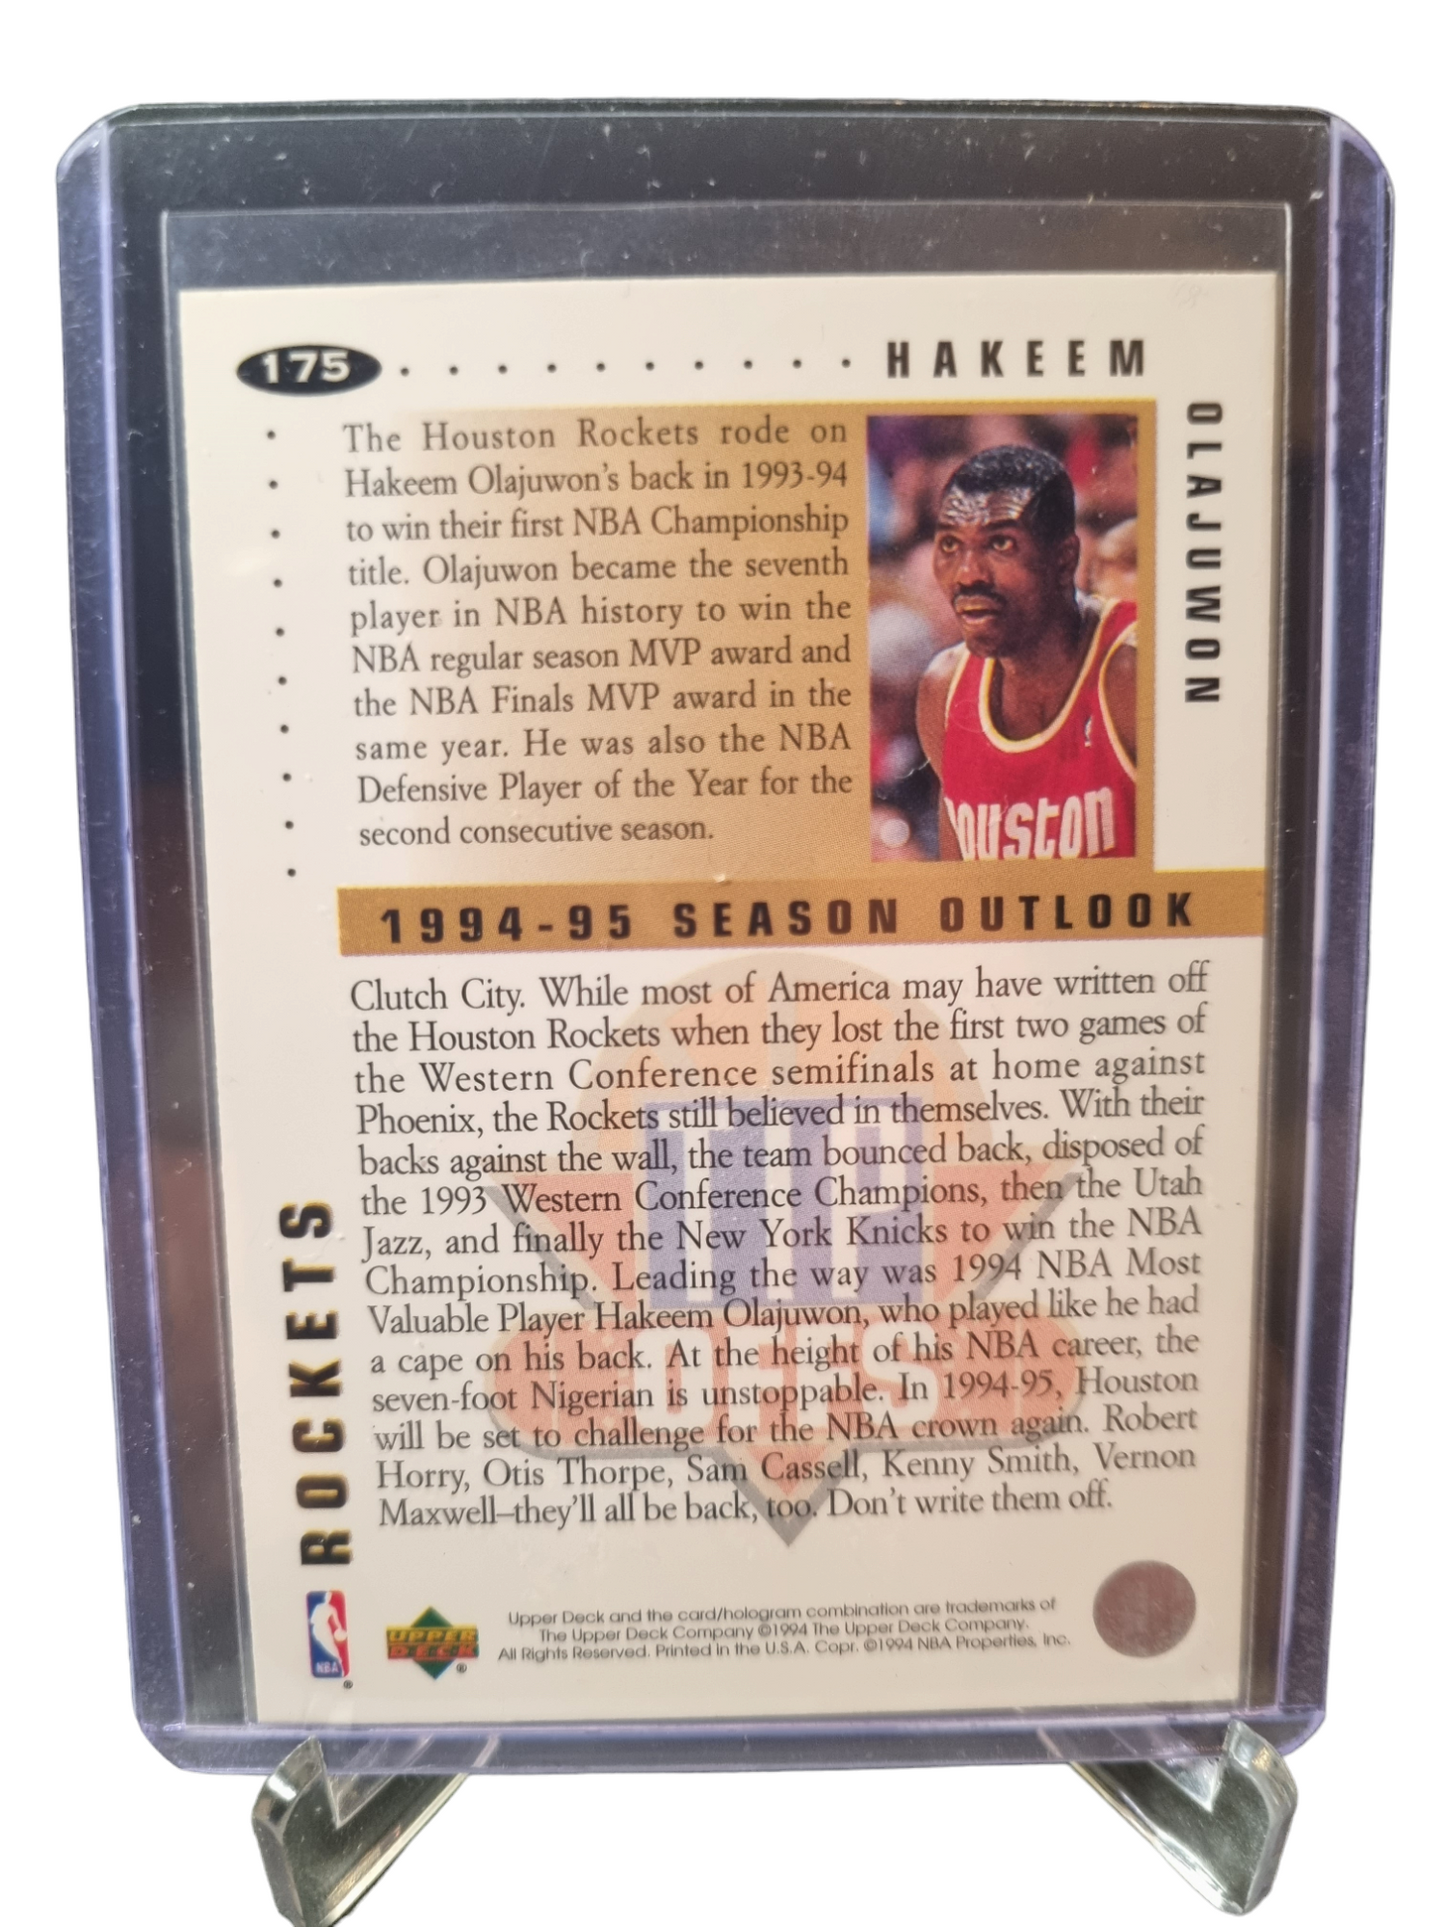 175 HAKEEM
OLAJUWON
The Houston Rockets rode on
Hakeem Olajuwon's back in 1993-94
to win their first NBA Championship
title. Olajuwon became the seventh
player in NBA history to win the
NBA regular season MVP award and
the NBA Finals MVP award in the
same year. He was also the NBA
Defensive Player of the Year for the
second consecutive season.
ouston
1994-95 SEASON OUTLOOK
Clutch City. While most of America may have written off
the Houston Rockets when they lost the first two games of
the Western Conference semifinals at home against
Phoenix, the Rockets still believed in themselves. With their
backs against the wall, the team bounced back, disposed of
the 1993 Western Conference Champions, then the Utah
Jazz, and finally the New York Knicks to win the NBA
Championship. Leading the way was 1994 NBA Most
Valuable Player Hakeem Olajuwon, who played like he had
a cape on his back. At the height of his NBA career, the
seven-foot Nigerian is unstoppable. In 1994-95, Houston
will be set to challenge for the NBA crown again. Robert
Horry, Otis Thorpe, Sam Cassell, Kenny Smith, Vernon
Maxwell–they'll all be back, too. Don't write them off.
TIP
OFFS
ROCKETS
NBA ®
UPPER
DECK ®
Upper Deck and the card/hologram combination are trademarks of
The Upper Deck Company ©1994 The Upper Deck Company.
All Rights Reserved. Printed in the U.S.A. Copr. ©1994 NBA Properties, Inc.